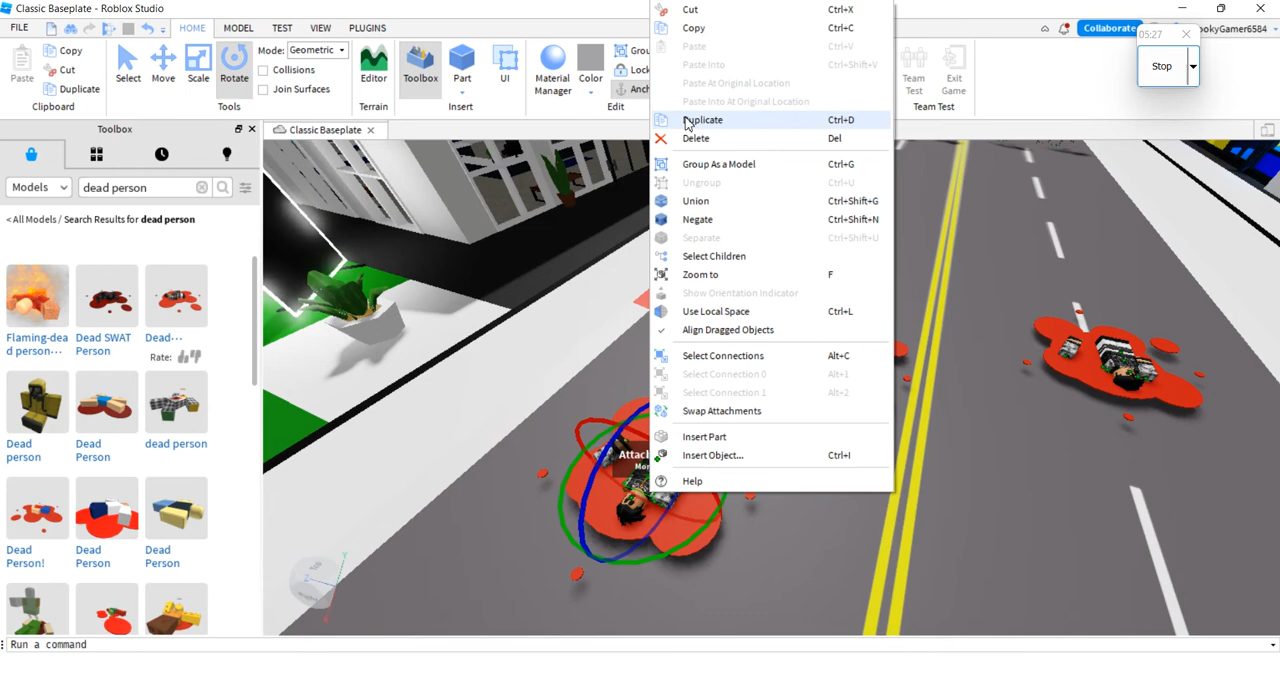 Classic Baseplate - Roblox Studio
FILE HOME MODEL TEST VIEW PLUGINS
Collaborate
ookyGamer6584
05:27
Stop
Paste
Copy
Cut
Duplicate
Clipboard
Select
Move
Scale
Rotate
Mode: Geometric
Collisions
Join Surfaces
Tools
Editor
Terrain
Toolbox
Part
UI
Insert
Material Manager
Color
Grou
Lock
Anch
Edit
Team Test
Exit Game
Team Test
Toolbox
Classic Baseplate
Models
dead person
< All Models / Search Results for dead person
Flaming-dea
d person···
Dead SWAT
Person
Dead···
Rate:
Dead
person
Dead
Person
dead person
Dead
Person!
Dead
Person
Dead
Person
Cut Ctrl+X
Copy Ctrl+C
Paste Ctrl+V
Paste Into Ctrl+Shift+V
Paste At Original Location
Paste Into At Original Location
Duplicate Ctrl+D
Delete Del
Group As a Model Ctrl+G
Ungroup Ctrl+U
Union Ctrl+Shift+G
Negate Ctrl+Shift+N
Separate Ctrl+Shift+U
Select Children
Zoom to F
Show Orientation Indicator
Use Local Space Ctrl+L
Align Dragged Objects
Select Connections Alt+C
Select Connection 0 Alt+1
Select Connection 1 Alt+2
Swap Attachments
Insert Part
Insert Object... Ctrl+I
Help
Attac
Mor
Run a command